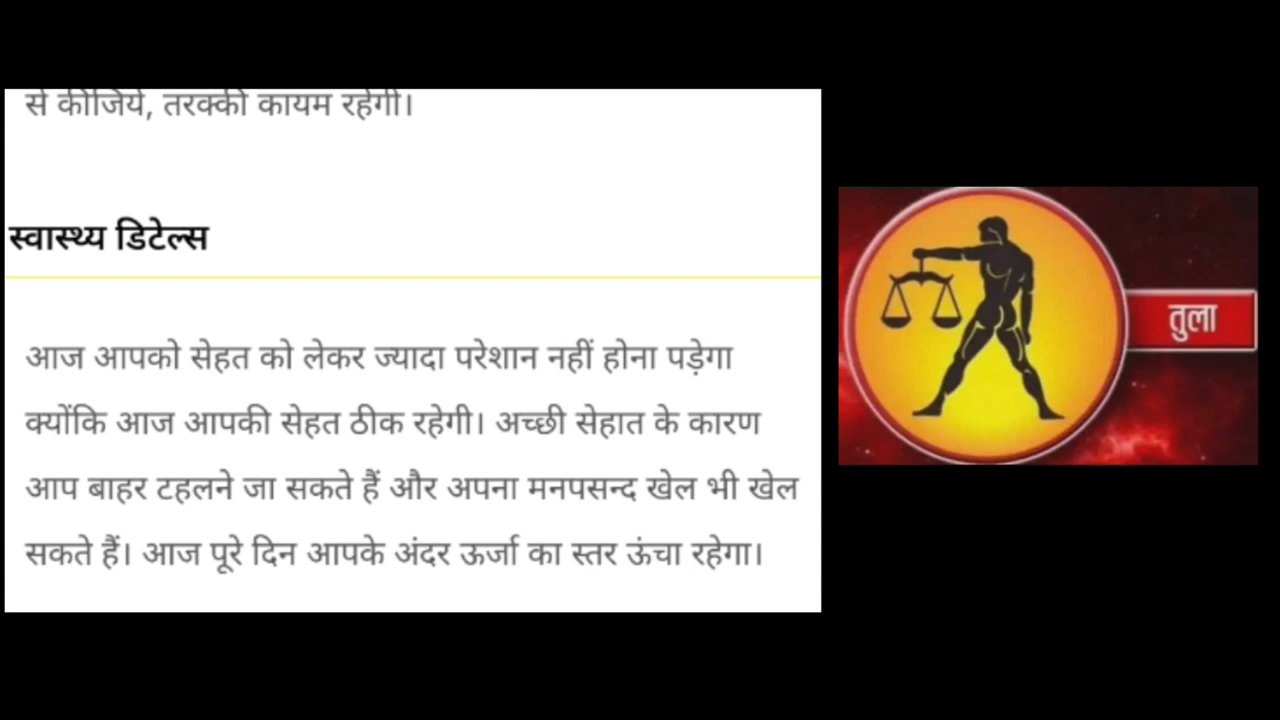 से कीजिये, तरक्की कायम रहेगी।
स्वास्थ्य डिटेल्स
आज आपको सेहत को लेकर ज्यादा परेशान नहीं होना पड़ेगा
क्योंकि आज आपकी सेहत ठीक रहेगी। अच्छी सेहात के कारण
आप बाहर टहलने जा सकते हैं और अपना मनपसन्द खेल भी खेल
सकते हैं। आज पूरे दिन आपके अंदर ऊर्जा का स्तर ऊंचा रहेगा।
तुला